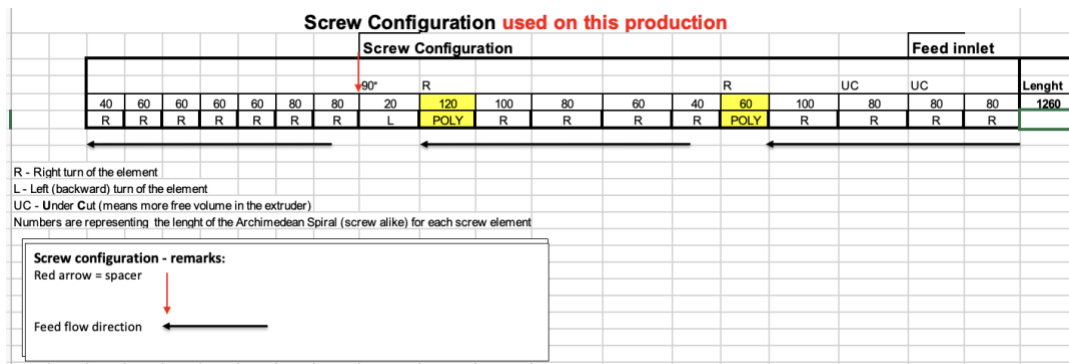 Screw Configuration used on this production
Screw Configuration Feed innlet
90° R R UC UC Lenght
40 60 60 60 60 80 80 20 120 100 80 60 40 60 100 80 80 80 1260
R R R R R R R L POLY R R R R POLY R R R R
R - Right turn of the element
L - Left (backward) turn of the element
UC - Under Cut (means more free volume in the extruder)
Numbers are representing the lenght of the Archimedean Spiral (screw alike) for each screw element
Screw configuration - remarks:
Red arrow = spacer
Feed flow direction